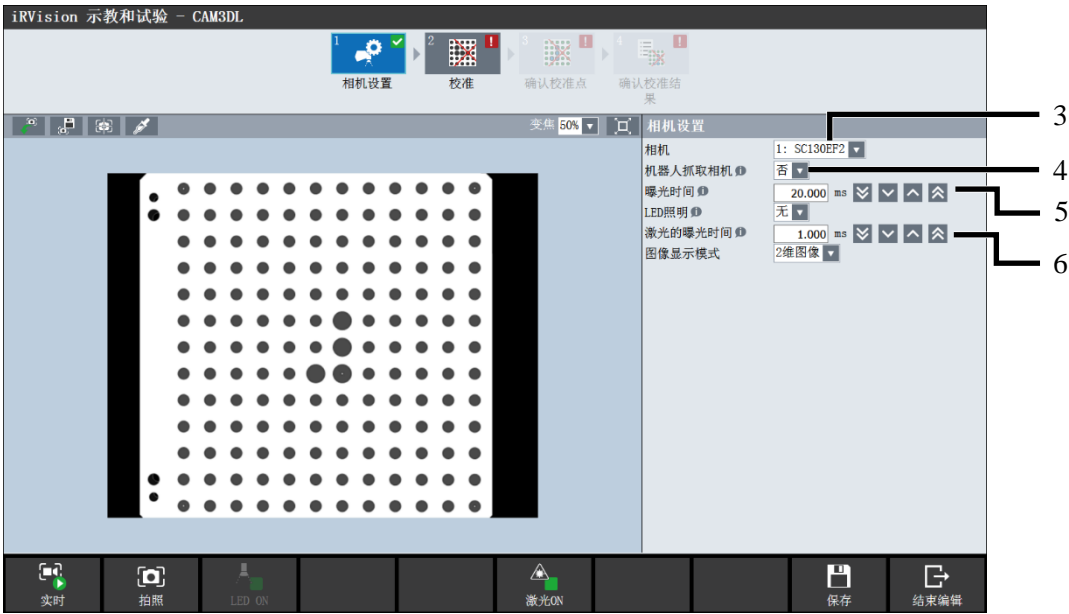 iRVision 示教和试验 - CAM3DL
1 2 3 4
相机设置 校准 确认校准点 确认校准结
果
变焦 50% 相机设置
相机 1: SC130EF2
机器人抓取相机 否
曝光时间 20.000 ms
LED照明 无
激光的曝光时间 1.000 ms
图像显示模式 2维图像
3
4
5
6
实时 拍照 LED ON 激光ON 保存 结束编辑